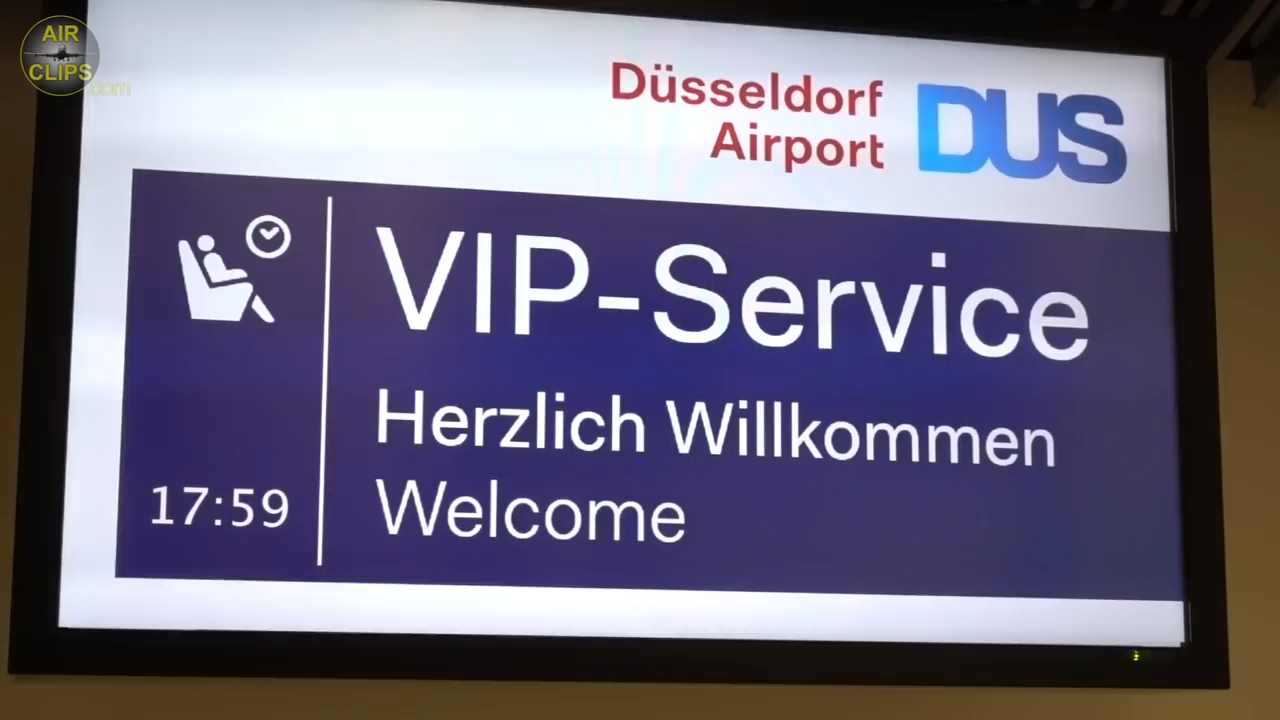 AIR
CLIPS
.com
Düsseldorf
Airport
DUS
VIP-Service
Herzlich Willkommen
Welcome
17:59